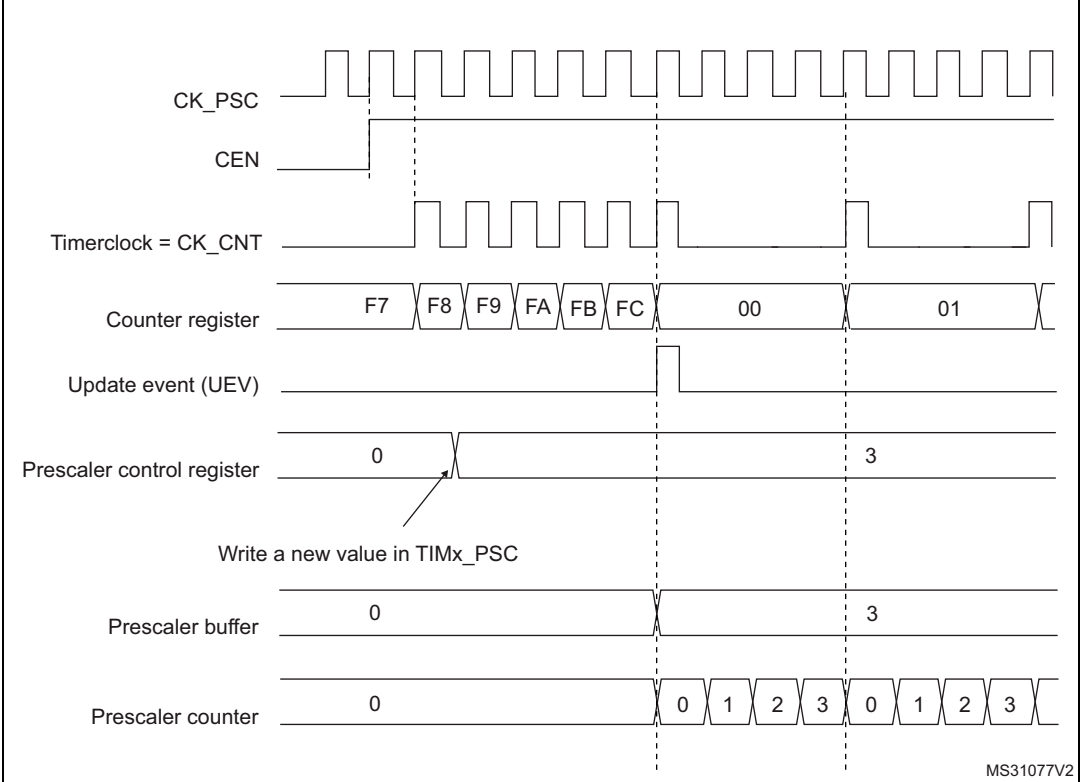 CK_PSC
CEN
Timerclock = CK_CNT
Counter register
F7 F8 F9 FA FB FC 00 01
Update event (UEV)
Prescaler control register
0 3
Write a new value in TIMx_PSC
Prescaler buffer
0 3
Prescaler counter
0 0 1 2 3 0 1 2 3
MS31077V2